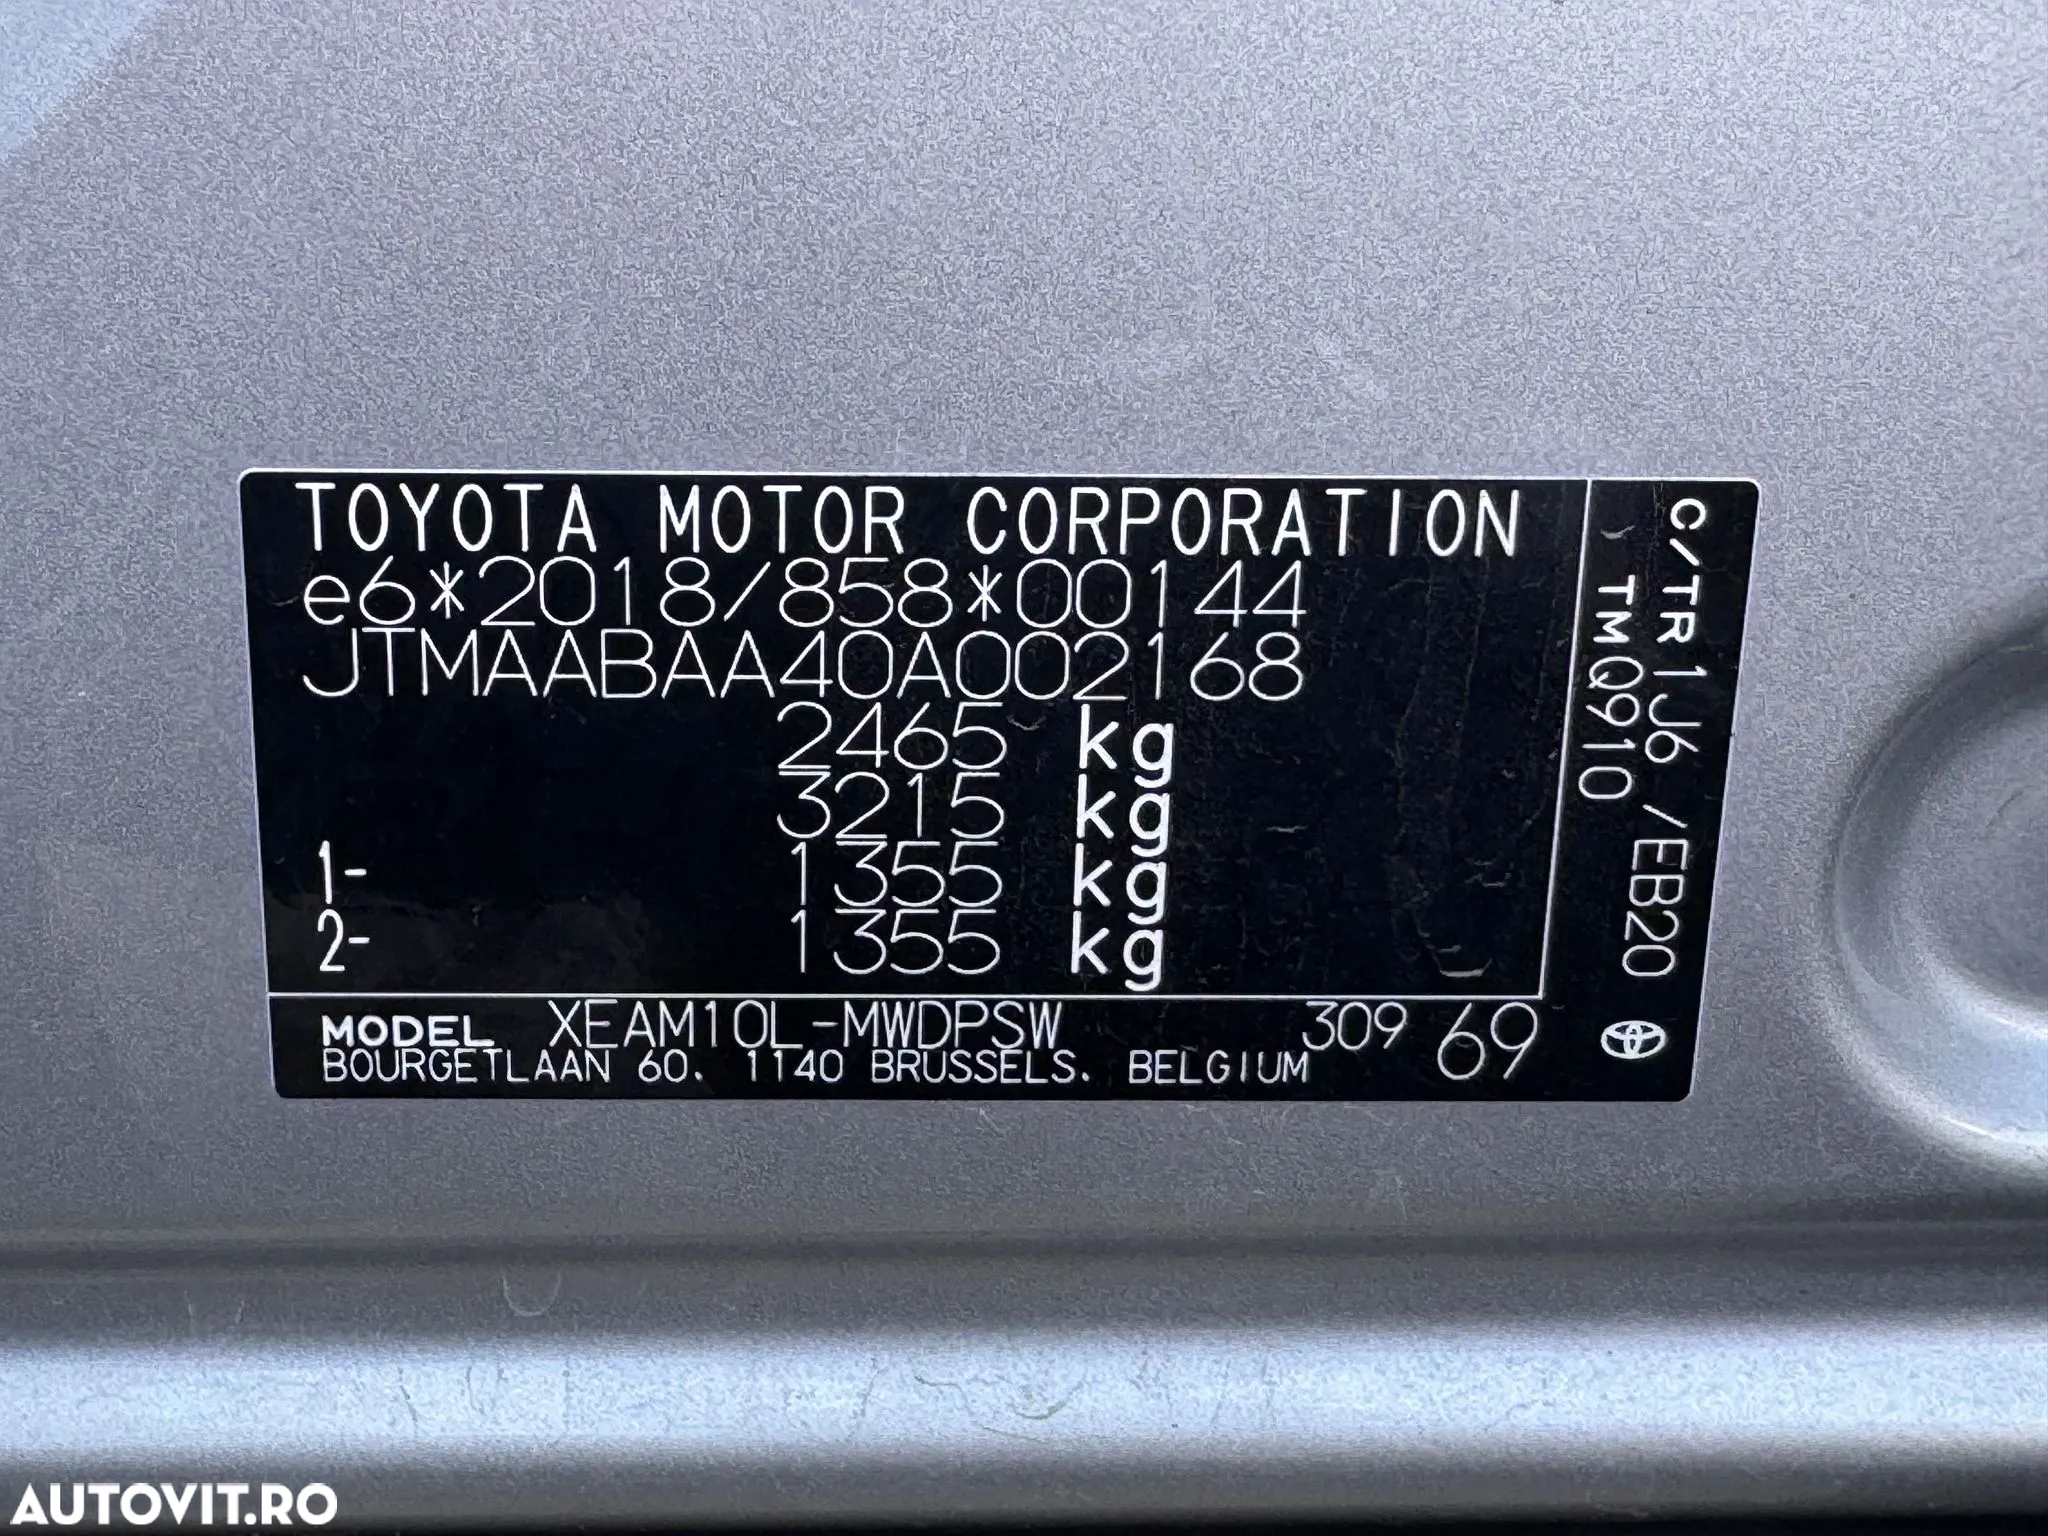 TOYOTA MOTOR CORPORATION
e6*2018/858*00144
JTMAABAA40A002168
2465 kg
3215 kg
1- 1355 kg
2- 1355 kg
MODEL XEAM10L-MWDPSW 309 69
BOURGETLAAN 60. 1140 BRUSSELS. BELGIUM
C/TR 1J6 /EB20
TMQ910
AUTOVIT.RO